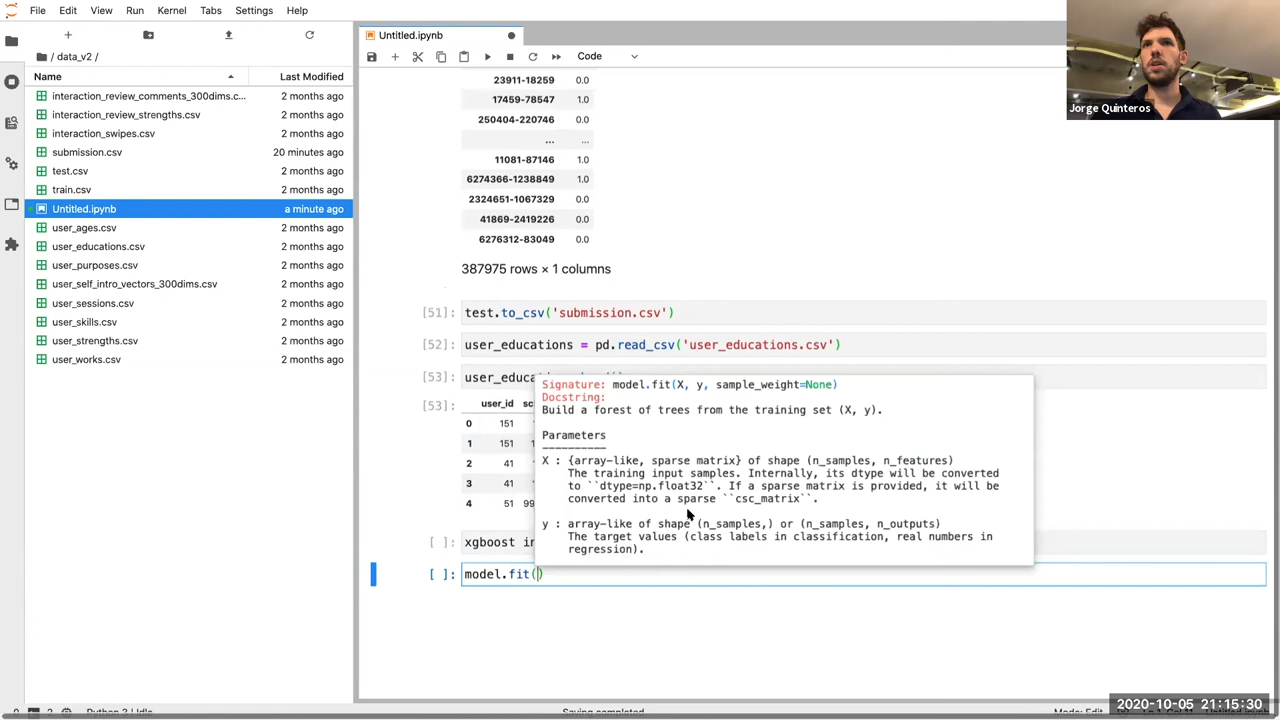 File Edit View Run Kernel Tabs Settings Help
/ data_v2 /
Name Last Modified
interaction_review_comments_300dims.c... 2 months ago
interaction_review_strengths.csv 2 months ago
interaction_swipes.csv 2 months ago
submission.csv 20 minutes ago
test.csv 2 months ago
train.csv 2 months ago
Untitled.ipynb a minute ago
user_ages.csv 2 months ago
user_educations.csv 2 months ago
user_purposes.csv 2 months ago
user_self_intro_vectors_300dims.csv 2 months ago
user_sessions.csv 2 months ago
user_skills.csv 2 months ago
user_strengths.csv 2 months ago
user_works.csv 2 months ago
Untitled.ipynb
Code
23911-18259 0.0
17459-78547 1.0
250404-220746 0.0
... ...
11081-87146 1.0
6274366-1238849 1.0
2324651-1067329 0.0
41869-2419226 0.0
6276312-83049 0.0
387975 rows × 1 columns
[51]: test.to_csv('submission.csv')
[52]: user_educations = pd.read_csv('user_educations.csv')
[53]:
[53]: user_id
0 151
1 151
2 41
3 41
4 51
[ ]: xgboost
[ ]: model.fit()
Signature: model.fit(X, y, sample_weight=None)
Docstring:
Build a forest of trees from the training set (X, y).
Parameters
----------
X : {array-like, sparse matrix} of shape (n_samples, n_features)
The training input samples. Internally, its dtype will be converted
to ``dtype=np.float32``. If a sparse matrix is provided, it will be
converted into a sparse ``csc_matrix``.
y : array-like of shape (n_samples,) or (n_samples, n_outputs)
The target values (class labels in classification, real numbers in
regression).
Jorge Quinteros
Saving completed
2020-10-05 21:15:30